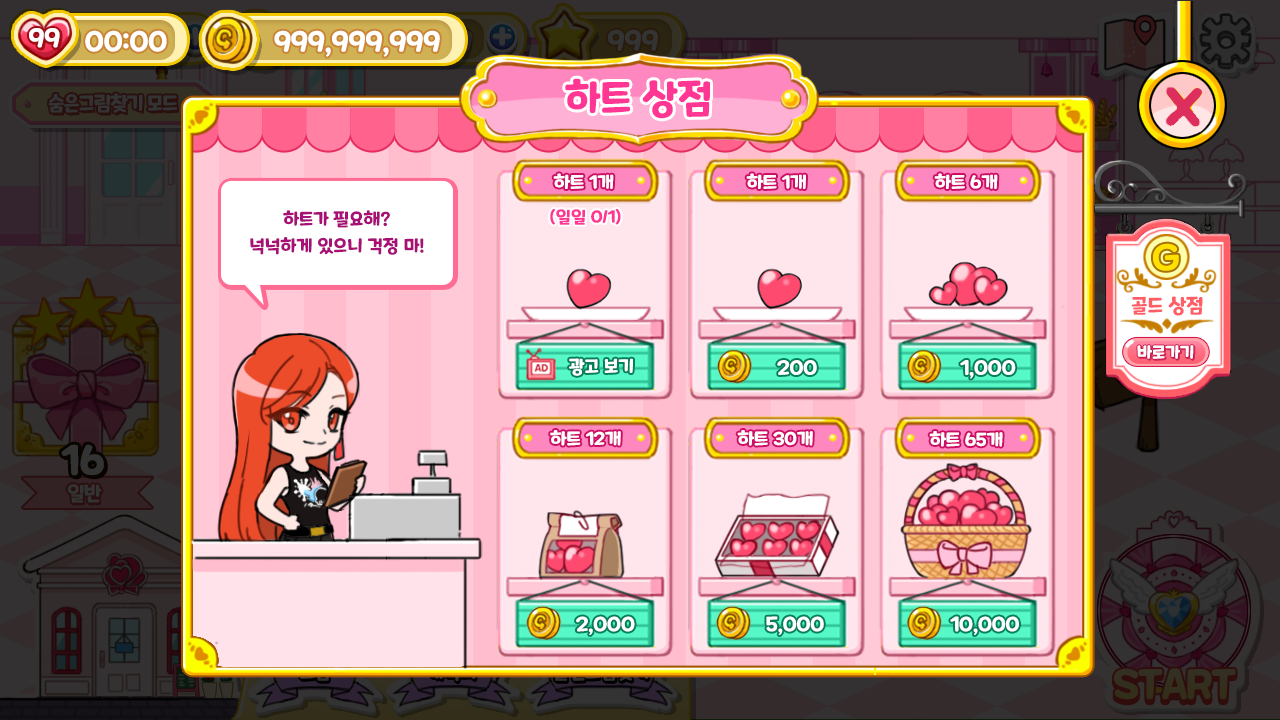 99
00:00
999,999,999
999
숨은그림찾기 모드
하트 상점
하트가 필요해?
넉넉하게 있으니 걱정 마!
하트 1개
(일일 0/1)
AD 광고 보기
하트 1개
200
하트 6개
1,000
하트 12개
2,000
하트 30개
5,000
하트 65개
10,000
G
골드 상점
바로가기
16
일반
START